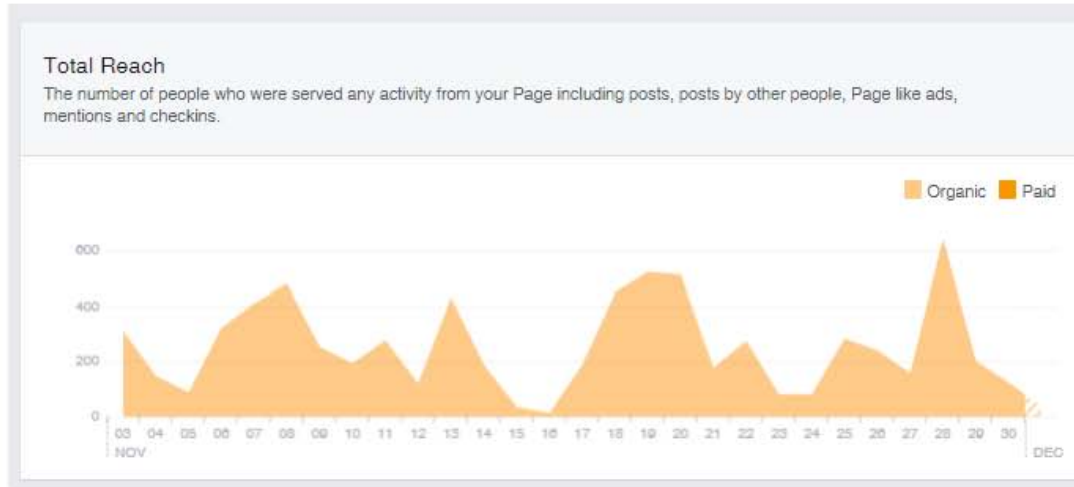 Total Reach
The number of people who were served any activity from your Page including posts, posts by other people, Page like ads,
mentions and checkins.
Organic Paid
600
400
200
0
03 04 05 06 07 08 09 10 11 12 13 14 15 16 17 18 19 20 21 22 23 24 25 26 27 28 29 30
NOV DEC